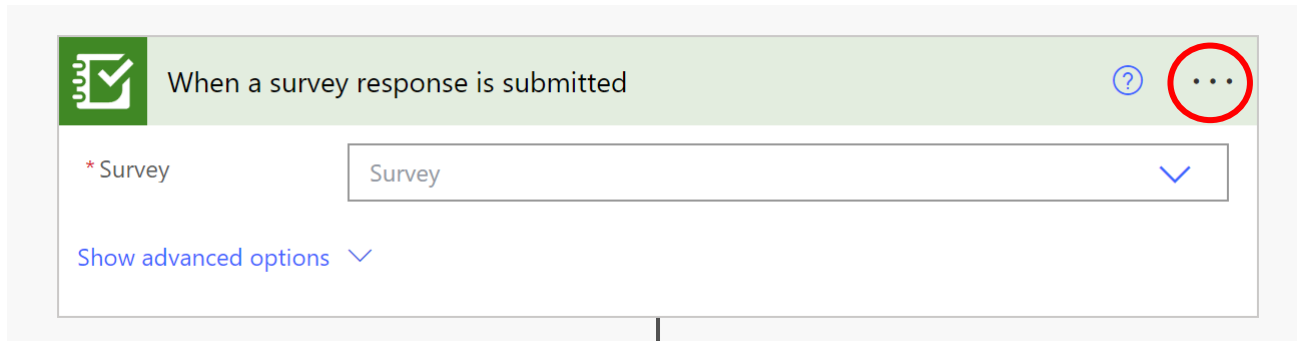 When a survey response is submitted
* Survey
Survey
Show advanced options